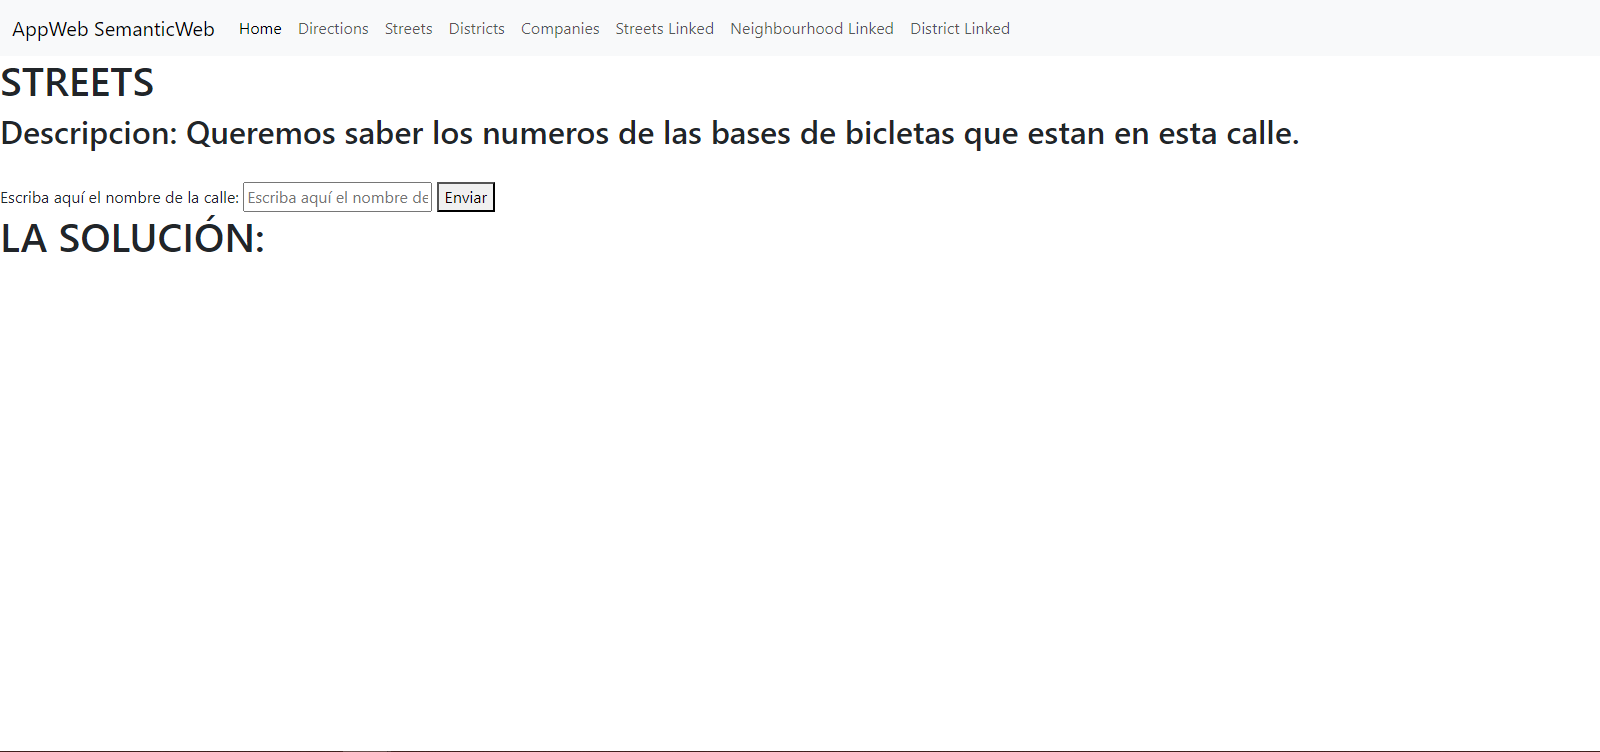 AppWeb SemanticWeb Home Directions Streets Districts Companies Streets Linked Neighbourhood Linked District Linked
STREETS
Descripcion: Queremos saber los numeros de las bases de bicletas que estan en esta calle.
Escriba aquí el nombre de la calle: Escriba aquí el nombre de Enviar
LA SOLUCIÓN: